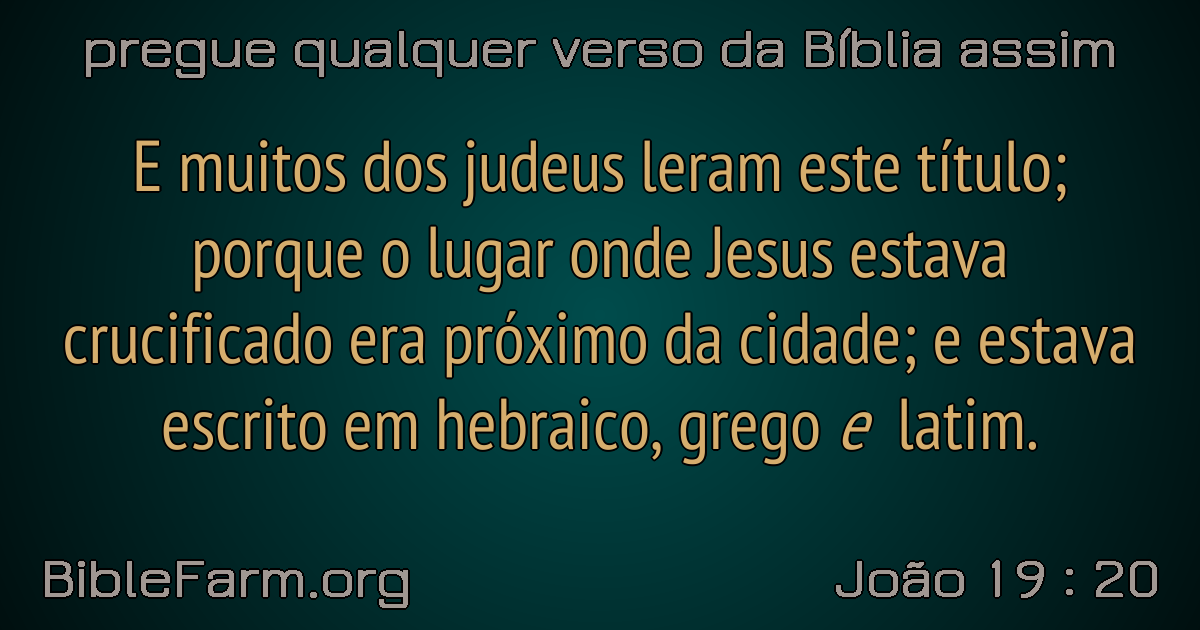 pregue qualquer verso da Bíblia assim
E muitos dos judeus leram este título;
porque o lugar onde Jesus estava
crucificado era próximo da cidade; e estava
escrito em hebraico, grego e latim.
BibleFarm.org
João 19 : 20